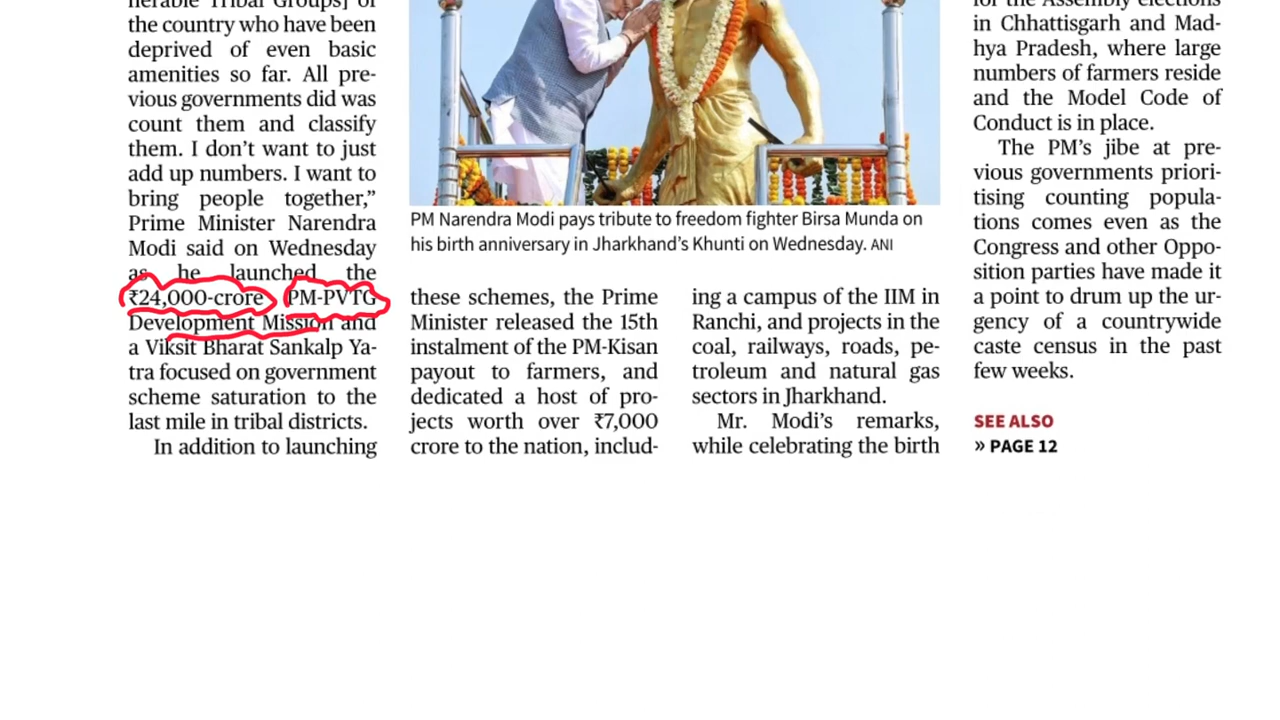 nerable Tribal Groups] of
the country who have been
deprived of even basic
amenities so far. All pre-
vious governments did was
count them and classify
them. I don’t want to just
add up numbers. I want to
bring people together,”
Prime Minister Narendra
Modi said on Wednesday
as he launched the
₹24,000-crore PM-PVTG
Development Mission and
a Viksit Bharat Sankalp Ya-
tra focused on government
scheme saturation to the
last mile in tribal districts.
In addition to launching
PM Narendra Modi pays tribute to freedom fighter Birsa Munda on
his birth anniversary in Jharkhand’s Khunti on Wednesday. ANI
these schemes, the Prime
Minister released the 15th
instalment of the PM-Kisan
payout to farmers, and
dedicated a host of pro-
jects worth over ₹7,000
crore to the nation, includ-
ing a campus of the IIM in
Ranchi, and projects in the
coal, railways, roads, pe-
troleum and natural gas
sectors in Jharkhand.
Mr. Modi’s remarks,
while celebrating the birth
for the Assembly elections
in Chhattisgarh and Mad-
hya Pradesh, where large
numbers of farmers reside
and the Model Code of
Conduct is in place.
The PM’s jibe at pre-
vious governments priori-
tising counting popula-
tions comes even as the
Congress and other Oppo-
sition parties have made it
a point to drum up the ur-
gency of a countrywide
caste census in the past
few weeks.
SEE ALSO
» PAGE 12